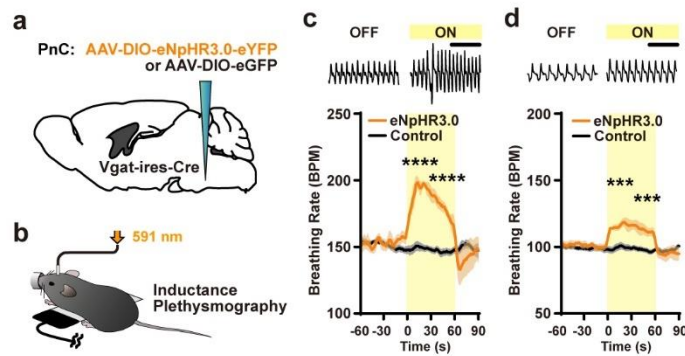 a
PnC: AAV-DIO-eNpHR3.0-eYFP
or AAV-DIO-eGFP
Vgat-ires-Cre
b
591 nm
Inductance
Plethysmography
c
OFF
ON
250
200
150
100
Breathing Rate (BPM)
eNpHR3.0
Control
****
****
-60 -30 0 30 60 90
Time (s)
d
OFF
ON
200
150
100
50
Breathing Rate (BPM)
eNpHR3.0
Control
***
***
-60 -30 0 30 60 90
Time (s)